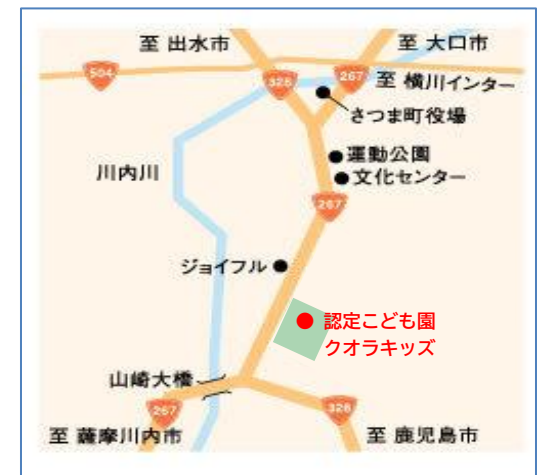 至 出水市
至 大口市
504
328
267
至 横川インター
さつま町役場
運動公園
文化センター
川内川
267
ジョイフル
認定こども園
クオラキッズ
山崎大橋
267
328
至 薩摩川内市
至 鹿児島市